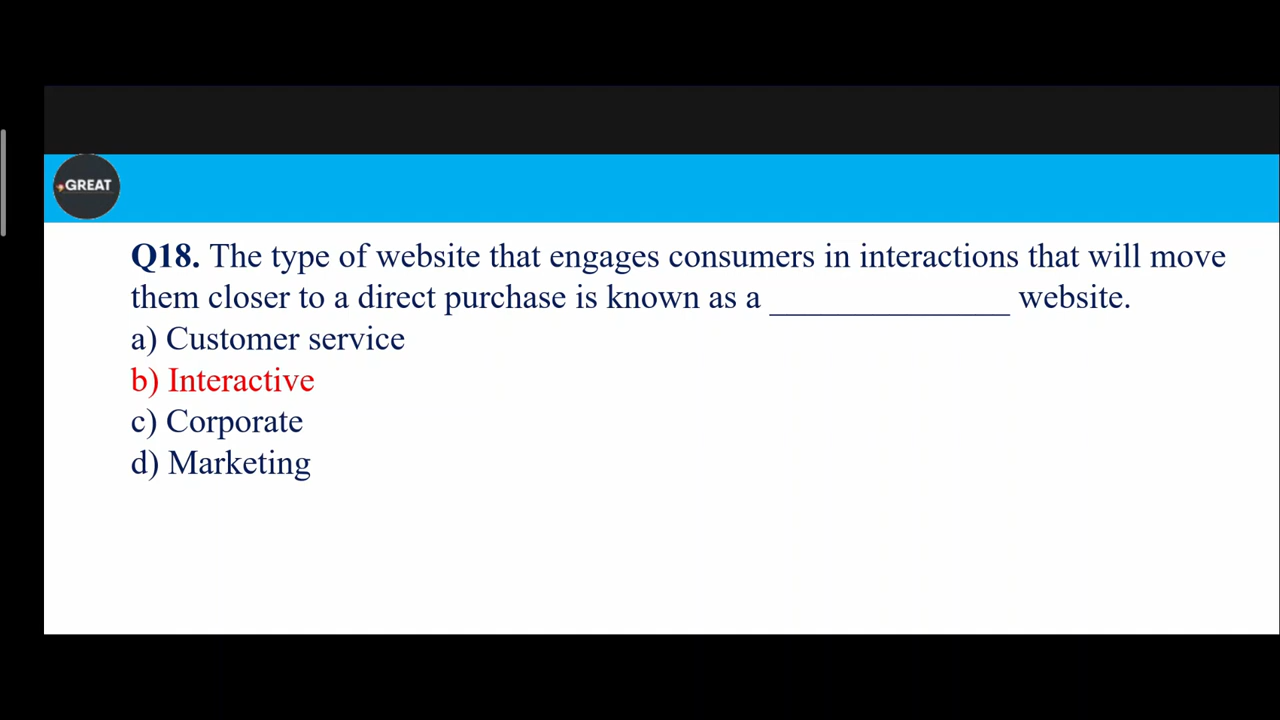 GREAT
Q18. The type of website that engages consumers in interactions that will move
them closer to a direct purchase is known as a ______________ website.
a) Customer service
b) Interactive
c) Corporate
d) Marketing